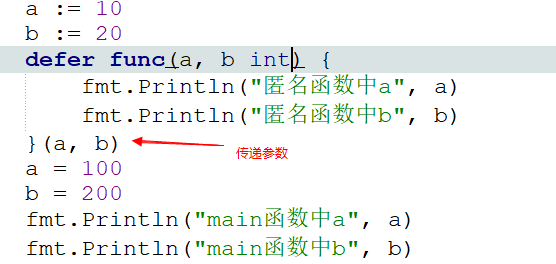 a := 10
b := 20
defer func(a, b int) {
fmt.Println("匿名函数中a", a)
fmt.Println("匿名函数中b", b)
}(a, b)
传递参数
a = 100
b = 200
fmt.Println("main函数中a", a)
fmt.Println("main函数中b", b)